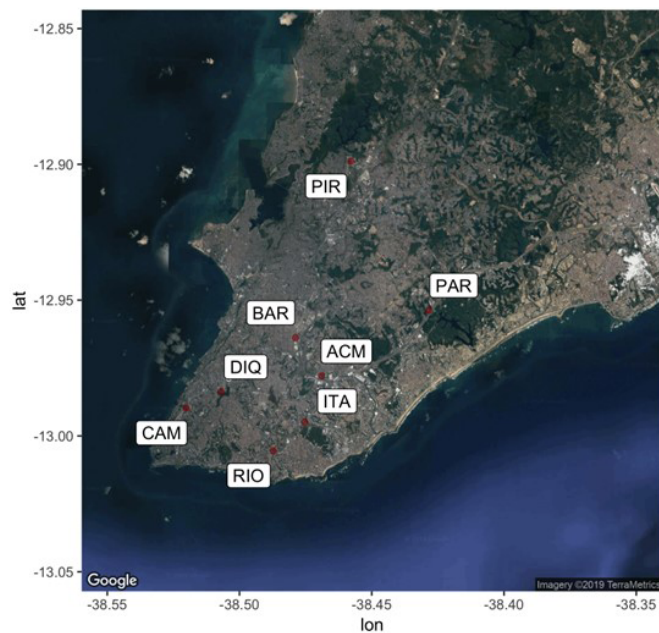 -12.85
-12.90
PIR
lat
-12.95
PAR
BAR
ACM
DIQ
ITA
-13.00
CAM
RIO
-13.05
Google
Imagery ©2019 TerraMetrics
-38.55
-38.50
-38.45
-38.40
-38.35
lon